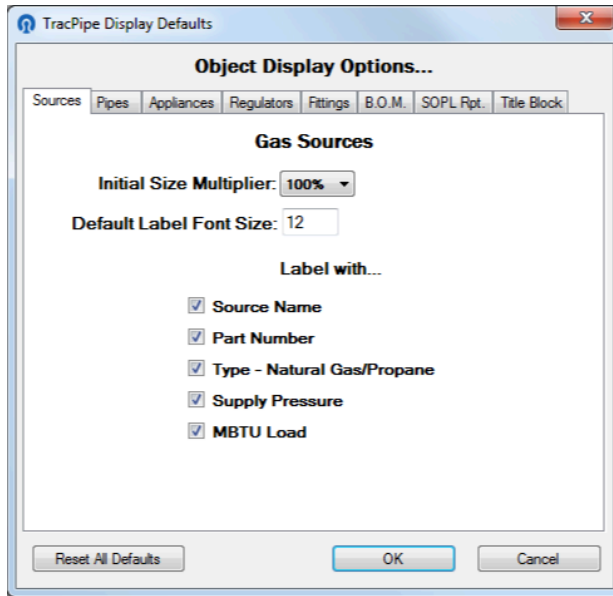 TracPipe Display Defaults
Object Display Options...
Sources Pipes Appliances Regulators Fittings B.O.M. SOPL Rpt. Title Block
Gas Sources
Initial Size Multiplier: 100%
Default Label Font Size: 12
Label with...
Source Name
Part Number
Type - Natural Gas/Propane
Supply Pressure
MBTU Load
Reset All Defaults OK Cancel